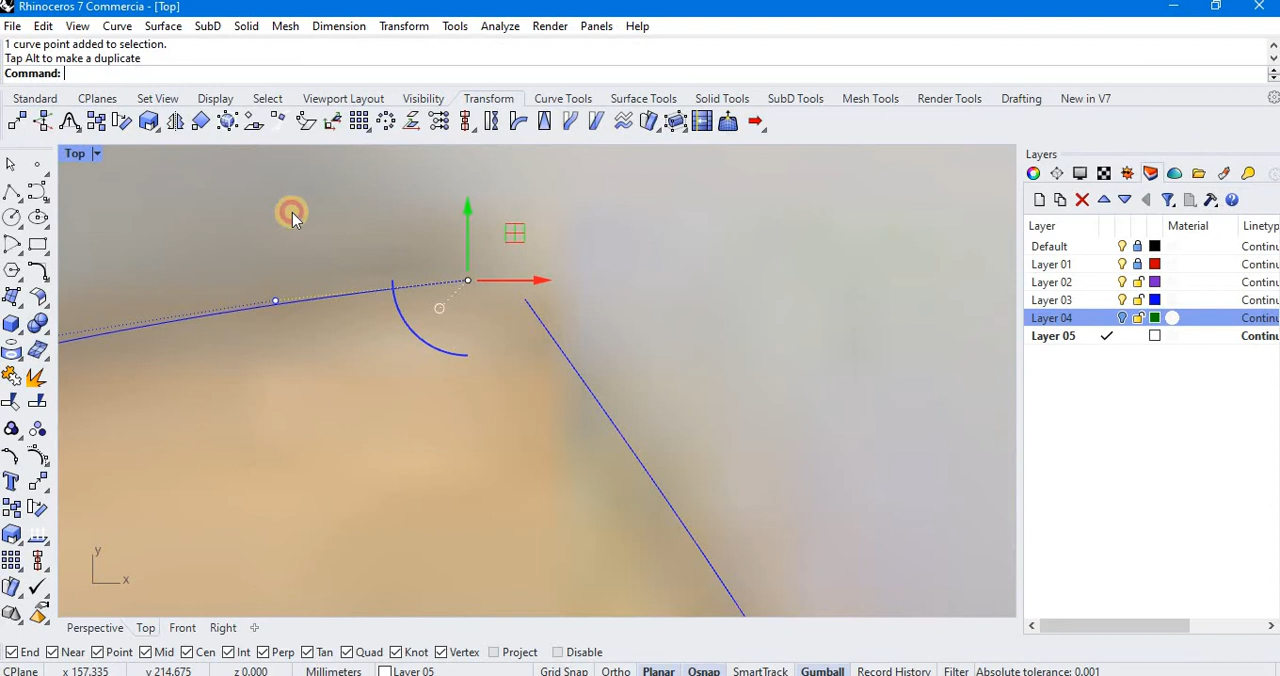 Rhinoceros 7 Commercia - [Top]
File Edit View Curve Surface SubD Solid Mesh Dimension Transform Tools Analyze Render Panels Help
1 curve point added to selection.
Tap Alt to make a duplicate
Command:
Standard CPlanes Set View Display Select Viewport Layout Visibility Transform Curve Tools Surface Tools Solid Tools SubD Tools Mesh Tools Render Tools Drafting New in V7
Top
Layers
Layer Material Linetyp
Default Continu
Layer 01 Continu
Layer 02 Continu
Layer 03 Continu
Layer 04 Continu
Layer 05 Continu
y
x
Perspective Top Front Right
End Near Point Mid Cen Int Perp Tan Quad Knot Vertex Project Disable
CPlane x 157.335 y 214.675 z 0.000 Millimeters Layer 05 Grid Snap Ortho Planar Osnap SmartTrack Gumball Record History Filter Absolute tolerance: 0.001